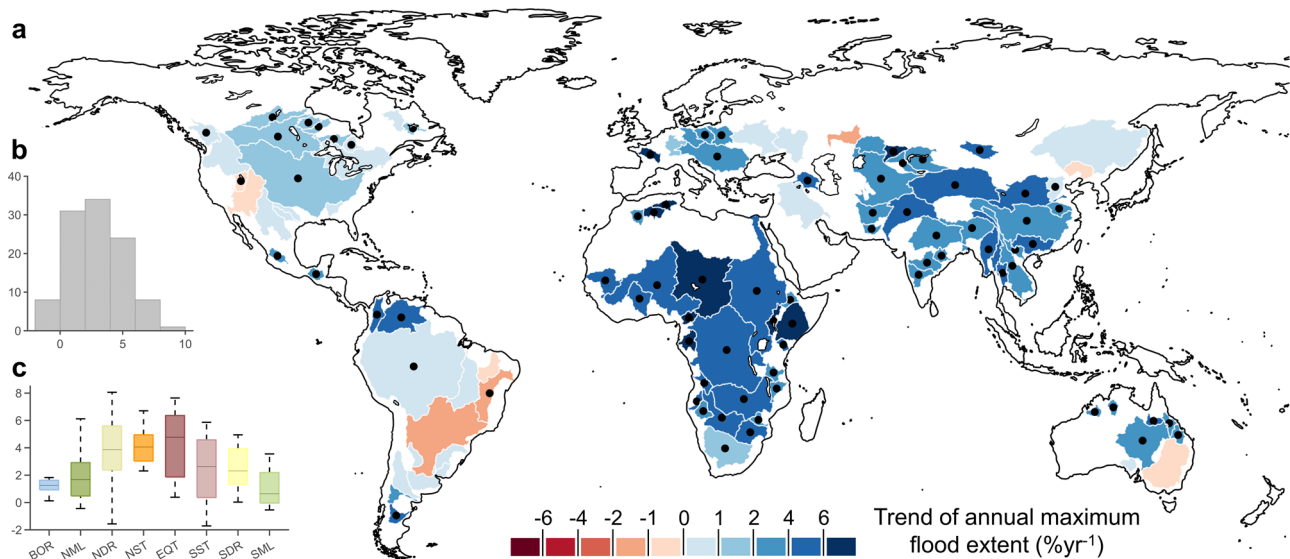 a
b
40
30
20
10
0
0
5
10
c
8
6
4
2
0
-2
BOR
NML
NDR
NST
EQT
SST
SDR
SML
-6 -4 -3 -2 -1 0 1 2 3 4 6
Trend of annual maximum
flood extent (%yr⁻¹)